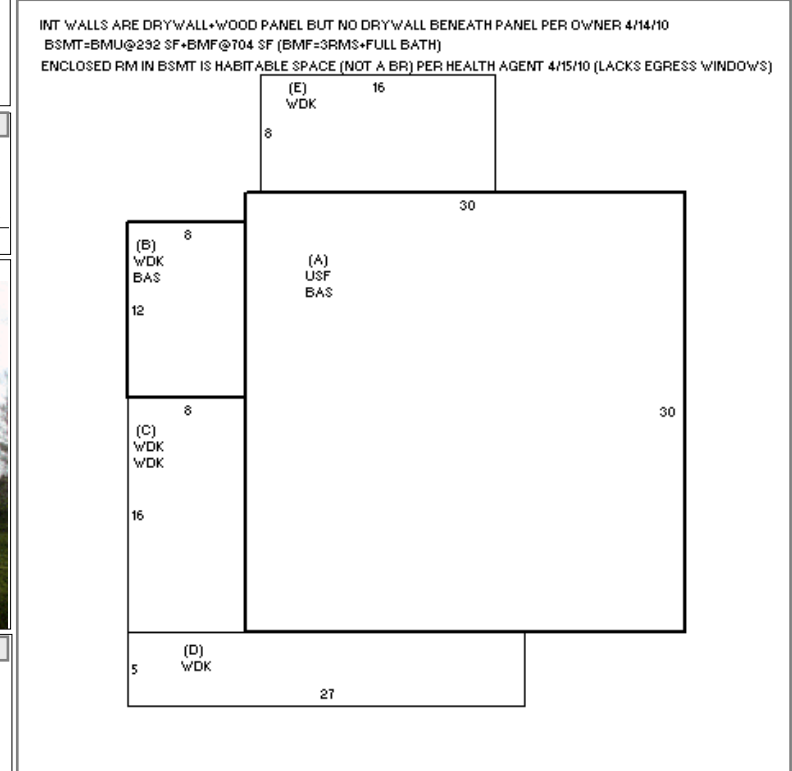 INT WALLS ARE DRYWALL+WOOD PANEL BUT NO DRYWALL BENEATH PANEL PER OWNER 4/14/10
BSMT=BMU@292 SF+BMF@704 SF (BMF=3RMS+FULL BATH)
ENCLOSED RM IN BSMT IS HABITABLE SPACE (NOT A BR) PER HEALTH AGENT 4/15/10 (LACKS EGRESS WINDOWS)
(E) 16
WDK
8
30
8
(B)
WDK
BAS
12
(A)
USF
BAS
30
8
(C)
WDK
WDK
16
(D)
WDK
5
27